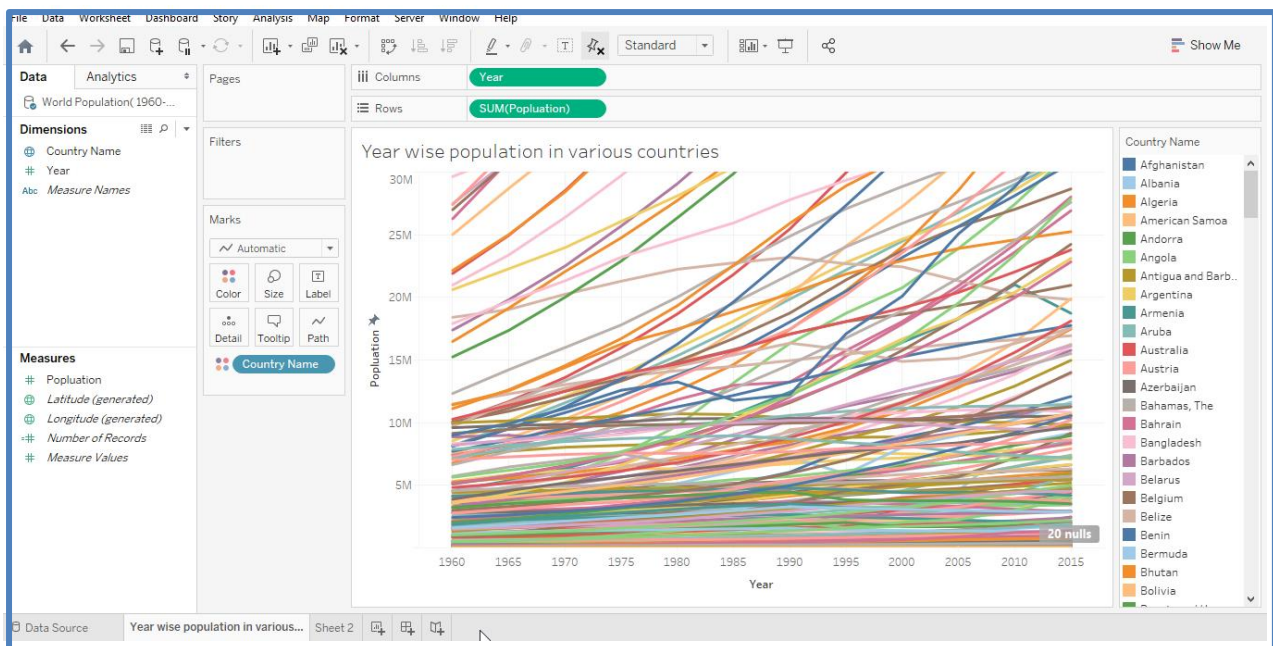 File Data Worksheet Dashboard Story Analysis Map Format Server Window Help
Standard
Show Me
Data Analytics
World Population( 1960-...
Dimensions
Country Name
# Year
Abc Measure Names
Measures
# Popluation
Latitude (generated)
Longitude (generated)
=# Number of Records
# Measure Values
Pages
Filters
Marks
Automatic
Color Size Label
Detail Tooltip Path
Country Name
Columns Year
Rows SUM(Popluation)
Year wise population in various countries
30M
25M
20M
15M
10M
5M
Popluation
20 nulls
1960 1965 1970 1975 1980 1985 1990 1995 2000 2005 2010 2015
Year
Country Name
Afghanistan
Albania
Algeria
American Samoa
Andorra
Angola
Antigua and Barb..
Argentina
Armenia
Aruba
Australia
Austria
Azerbaijan
Bahamas, The
Bahrain
Bangladesh
Barbados
Belarus
Belgium
Belize
Benin
Bermuda
Bhutan
Bolivia
Data Source Year wise population in various... Sheet 2